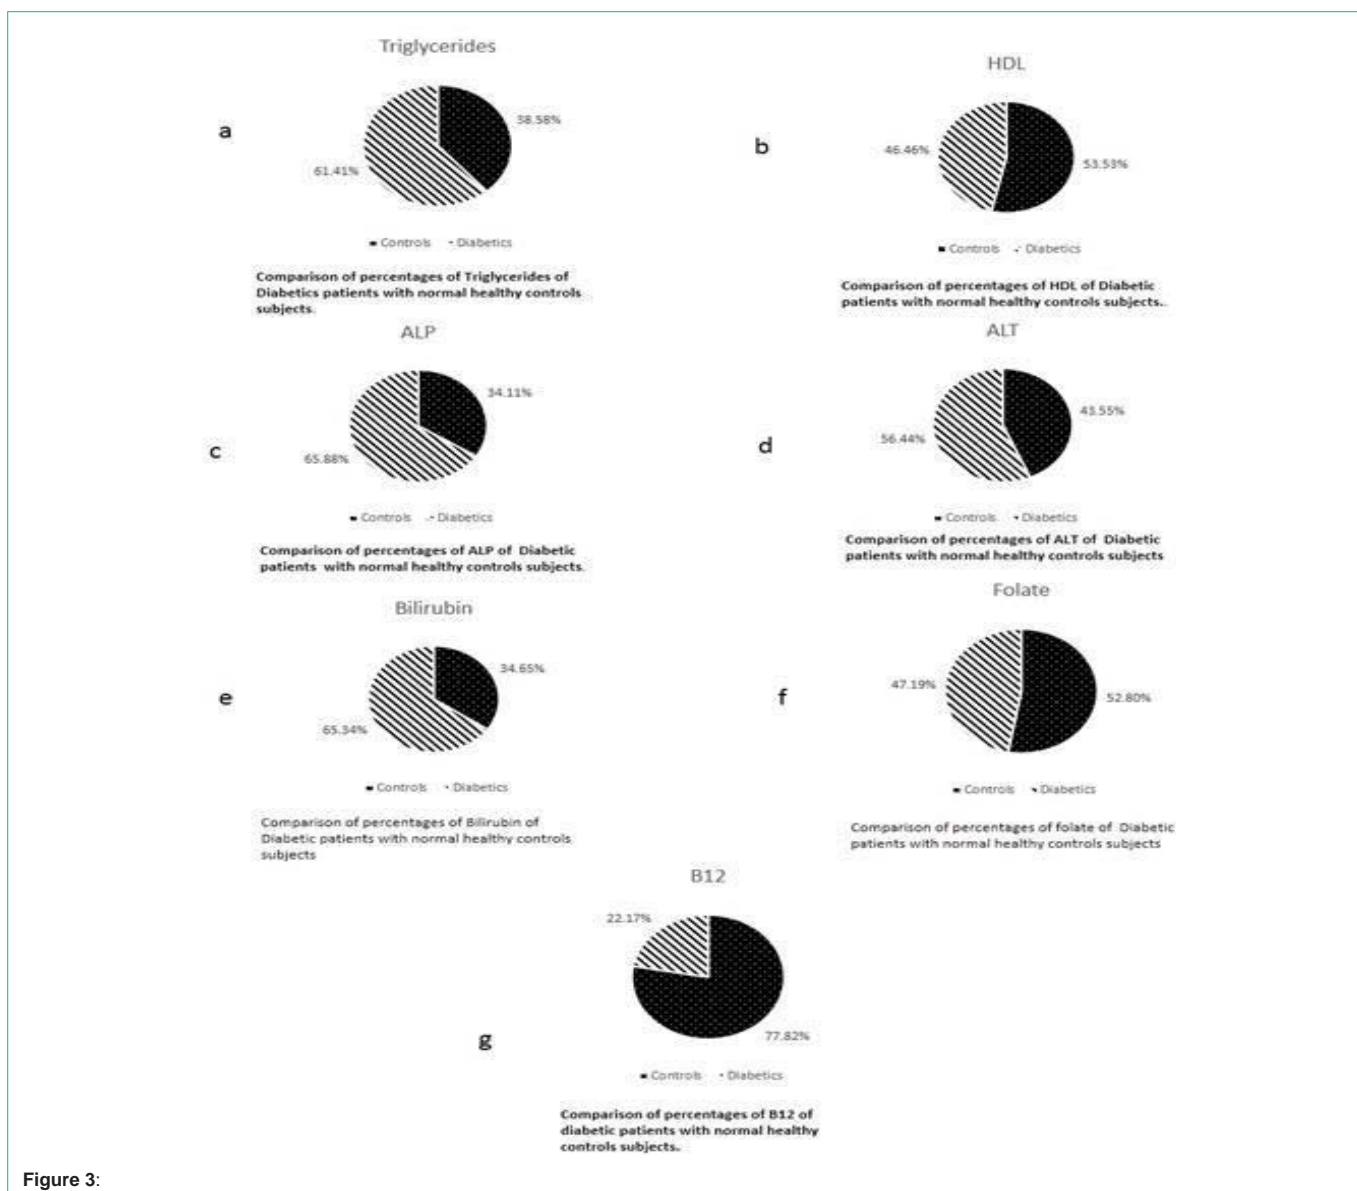 Triglycerides
a
38.58%
61.41%
Controls Diabetics
Comparison of percentages of Triglycerides of
Diabetics patients with normal healthy controls
subjects.
HDL
b
46.46%
53.53%
Controls Diabetics
Comparison of percentages of HDL of Diabetic
patients with normal healthy controls subjects..
ALP
c
34.11%
65.88%
Controls Diabetics
Comparison of percentages of ALP of Diabetic
patients with normal healthy controls subjects.
ALT
d
43.55%
56.44%
Controls Diabetics
Comparison of percentages of ALT of Diabetic
patients with normal healthy controls subjects
Bilirubin
e
34.65%
65.34%
Controls Diabetics
Comparison of percentages of Bilirubin of
Diabetic patients with normal healthy controls
subjects
Folate
f
47.19%
52.80%
Controls Diabetics
Comparison of percentages of folate of Diabetic
patients with normal healthy controls subjects
B12
g
22.17%
77.82%
Controls Diabetics
Comparison of percentages of B12 of
diabetic patients with normal healthy
controls subjects..
Figure 3: